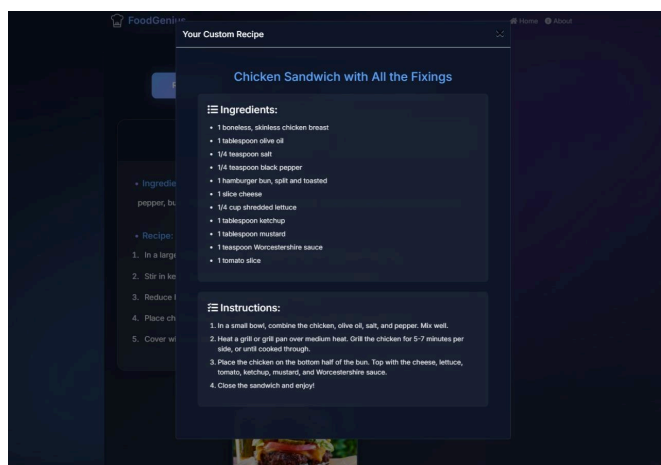 FoodGenius
Home
About
Your Custom Recipe
Chicken Sandwich with All the Fixings
Ingredients:
1 boneless, skinless chicken breast
1 tablespoon olive oil
1/4 teaspoon salt
1/4 teaspoon black pepper
1 hamburger bun, split and toasted
1 slice cheese
1/4 cup shredded lettuce
1 tablespoon ketchup
1 tablespoon mustard
1 teaspoon Worcestershire sauce
1 tomato slice
Instructions:
1. In a small bowl, combine the chicken, olive oil, salt, and pepper. Mix well.
2. Heat a grill or grill pan over medium heat. Grill the chicken for 5-7 minutes per
side, or until cooked through.
3. Place the chicken on the bottom half of the bun. Top with the cheese, lettuce,
tomato, ketchup, mustard, and Worcestershire sauce.
4. Close the sandwich and enjoy!
Ingredie
pepper, bu
Recipe:
1. In a large
2. Stir in ke
3. Reduce
4. Place ch
5. Cover w